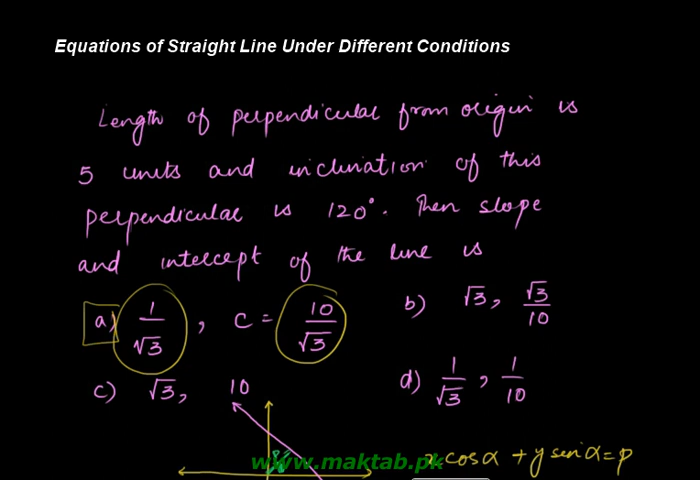 Equations of Straight Line Under Different Conditions
Length of perpendicular from origin is
5 units and inclination of this
perpendicular is 120°. Then slope
and intercept of the line is
a) 1/√3, c = 10/√3
b) √3, √3/10
c) √3, 10
d) 1/√3, 1/10
www.maktab.pk
x cosα + y sinα = p